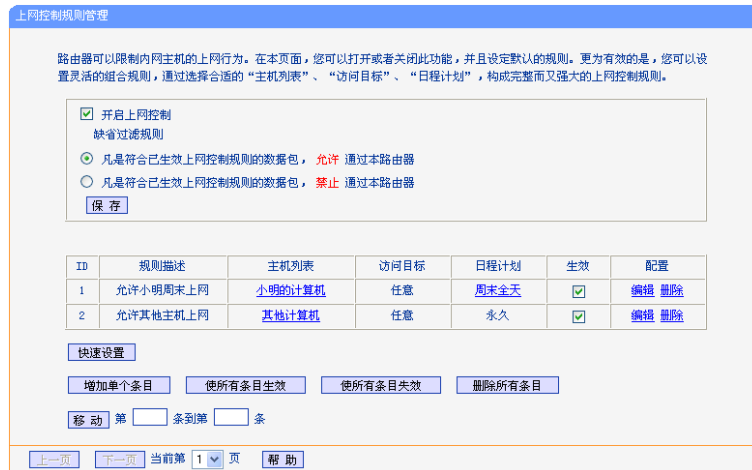 上网控制规则管理
路由器可以限制内网主机的上网行为。在本页面，您可以打开或者关闭此功能，并且设定默认的规则。更为有效的是，您可以设
置灵活的组合规则，通过选择合适的“主机列表”、“访问目标”、“日程计划”，构成完整而又强大的上网控制规则。
开启上网控制
缺省过滤规则
凡是符合已生效上网控制规则的数据包， 允许 通过本路由器
凡是符合已生效上网控制规则的数据包， 禁止 通过本路由器
保 存
ID 规则描述 主机列表 访问目标 日程计划 生效 配置
1 允许小明周末上网 小明的计算机 任意 周末全天 编辑 删除
2 允许其他主机上网 其他计算机 任意 永久 编辑 删除
快速设置
增加单个条目 使所有条目生效 使所有条目失效 删除所有条目
移 动 第 条到第 条
上一页 下一页 当前第 1 页 帮 助